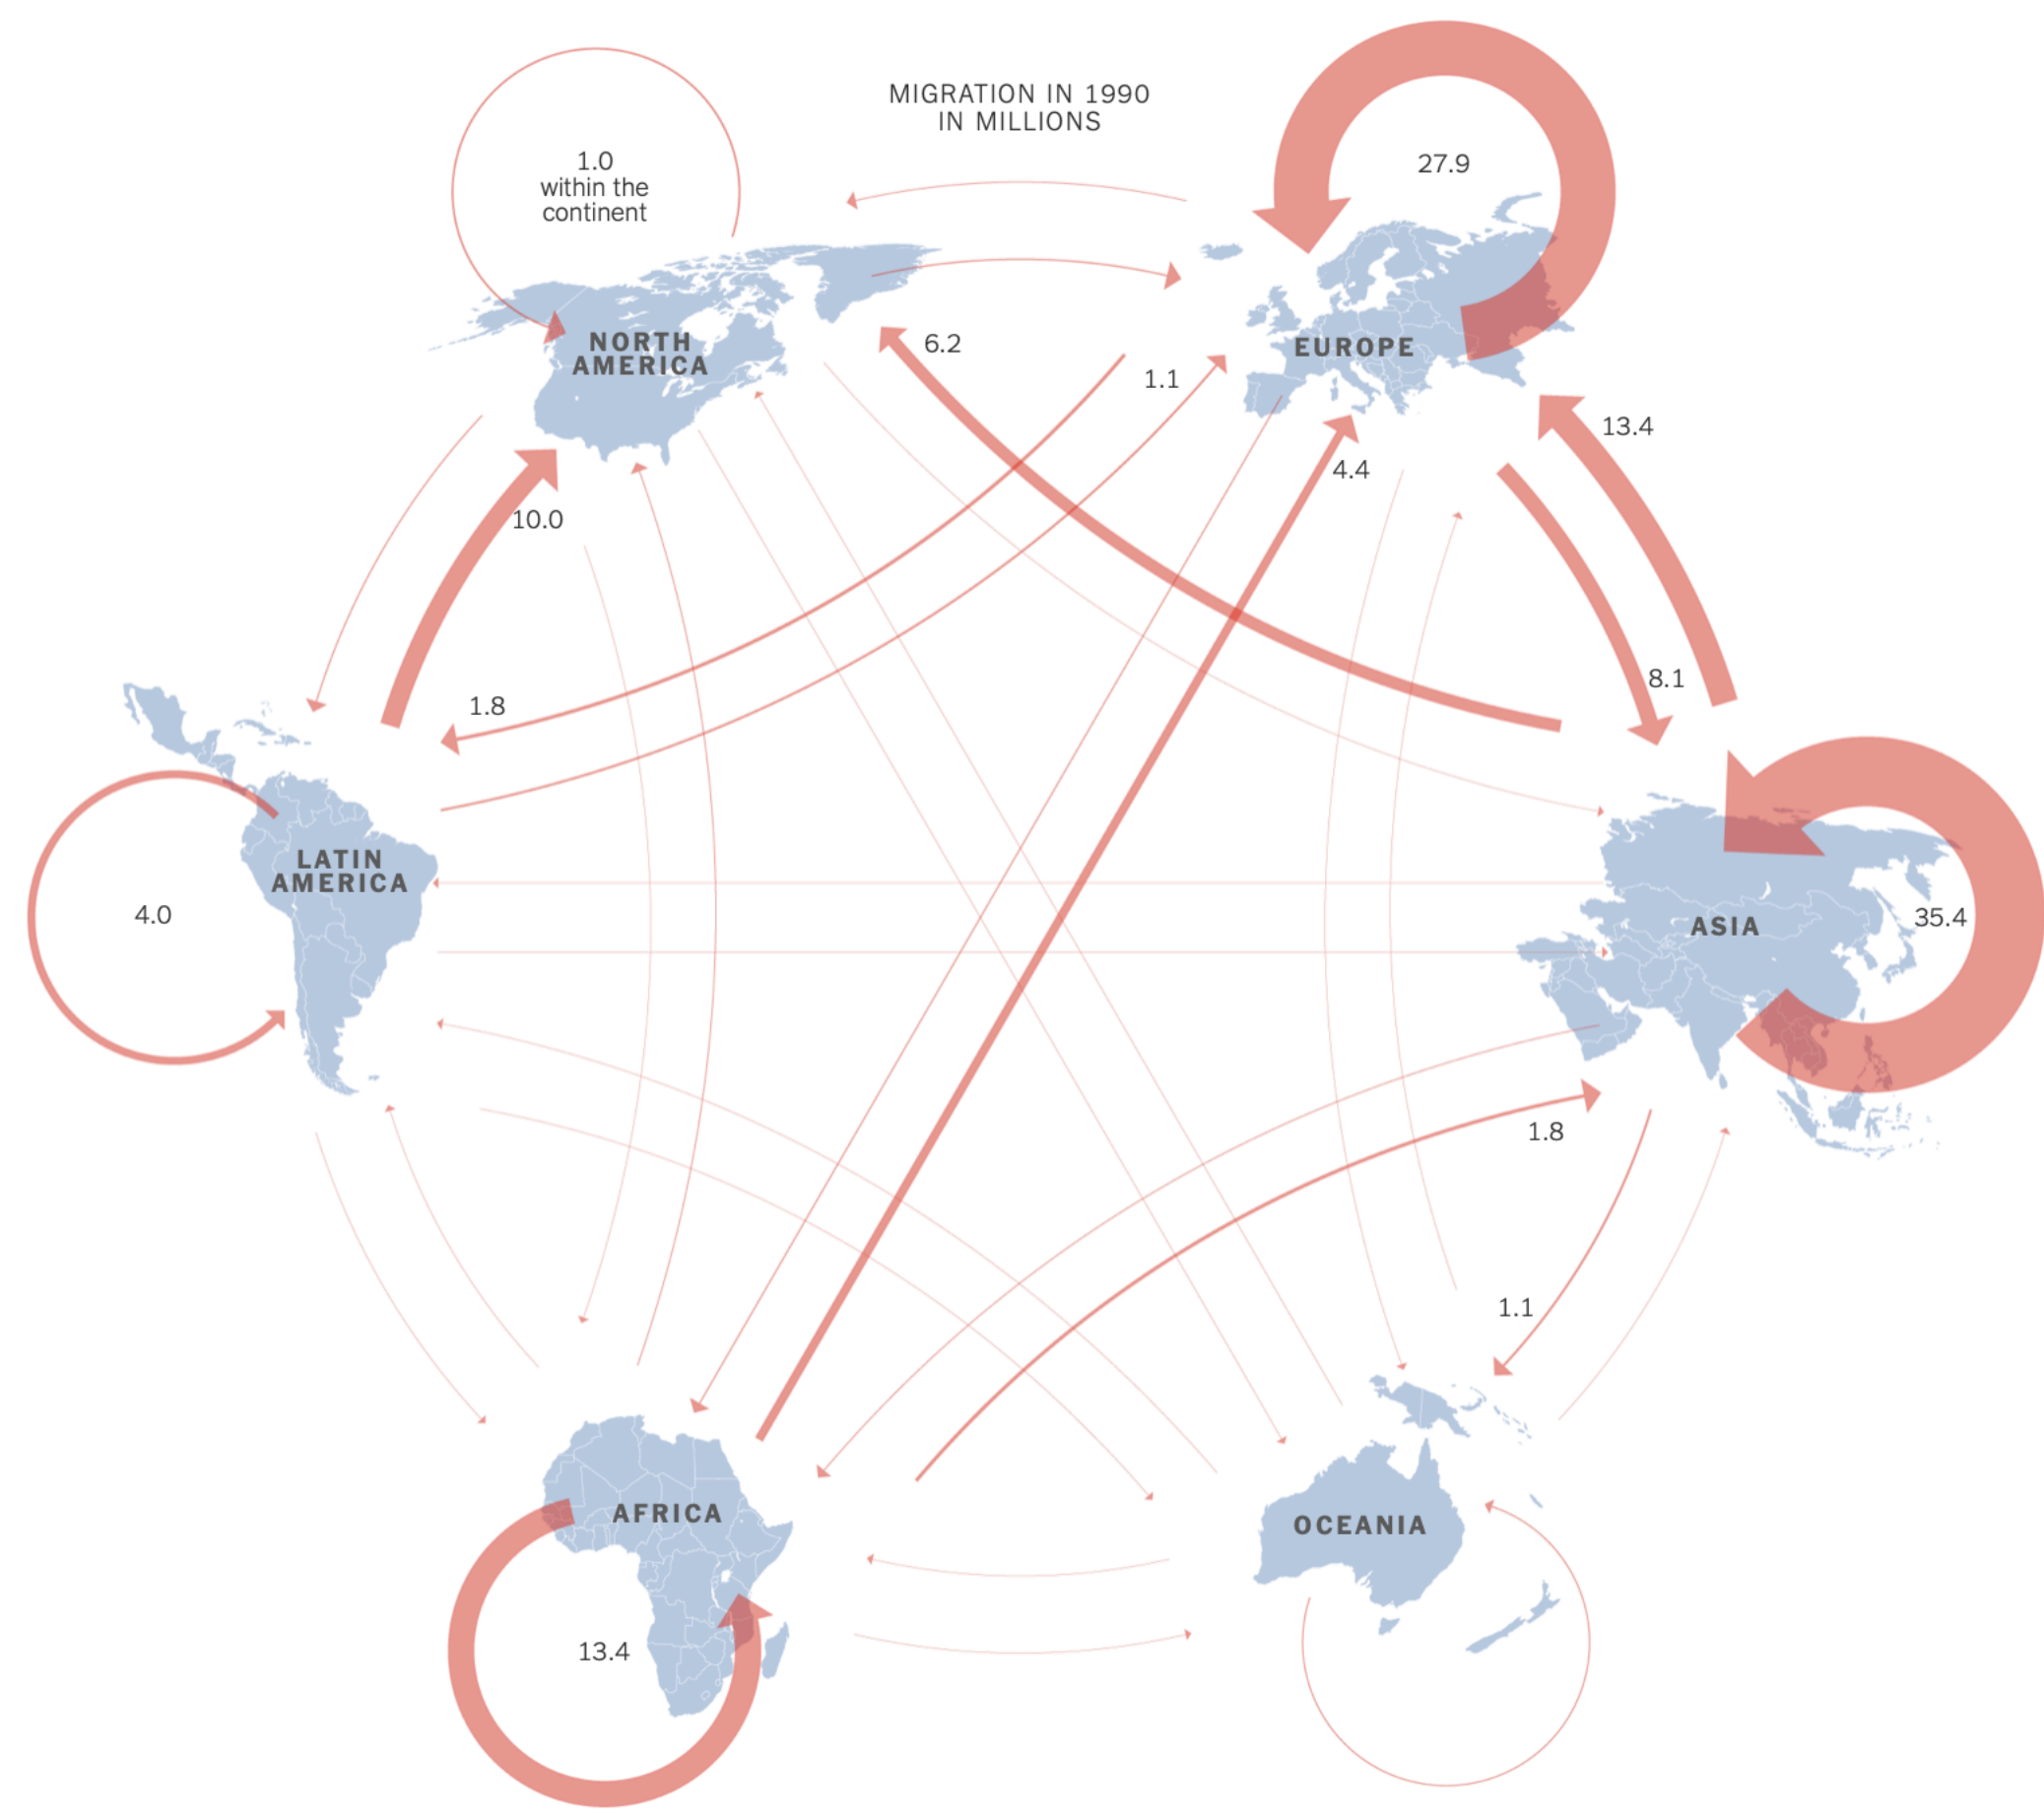 MIGRATION IN 1990
IN MILLIONS
1.0
within the
continent
27.9
NORTH
AMERICA
6.2
1.1
EUROPE
13.4
4.4
10.0
1.8
8.1
LATIN
AMERICA
4.0
ASIA
35.4
1.8
1.1
AFRICA
OCEANIA
13.4